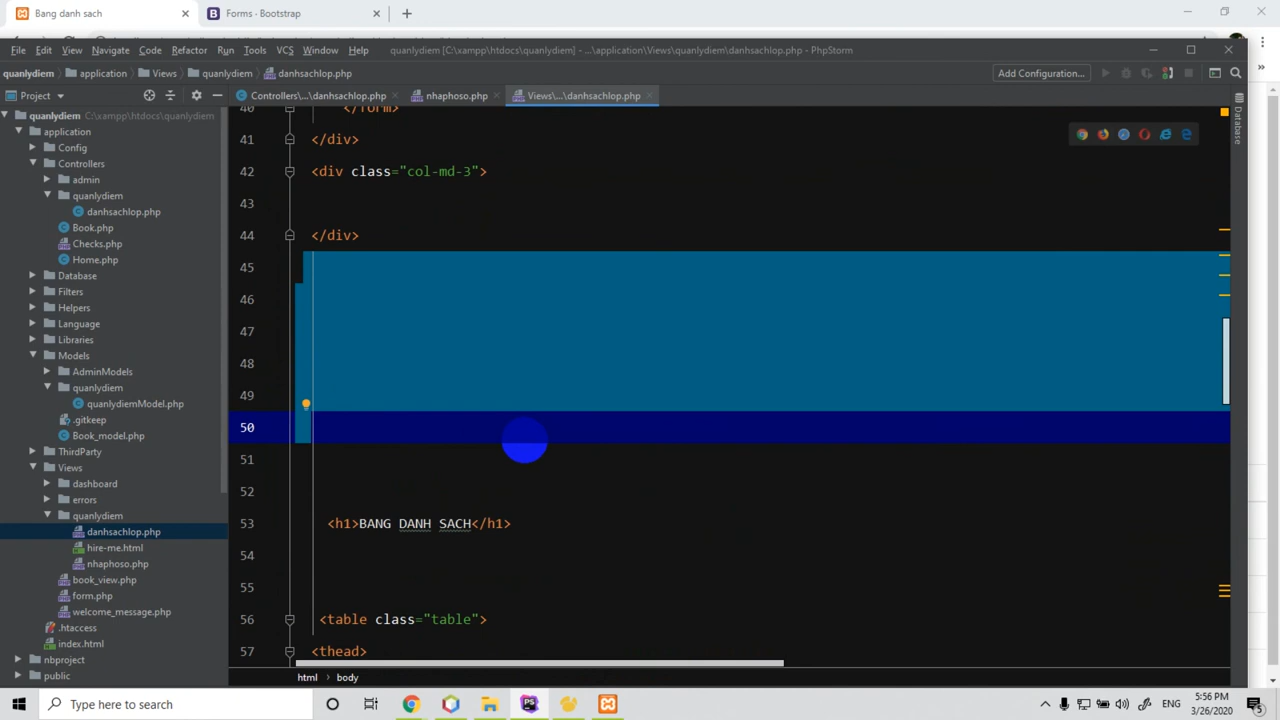 Bang danh sach
Forms · Bootstrap
File Edit View Navigate Code Refactor Run Tools VCS Window Help
quanlydiem [C:\xampp\htdocs\quanlydiem] - ...\application\Views\quanlydiem\danhsachlop.php - PhpStorm
quanlydiem application Views quanlydiem danhsachlop.php
Add Configuration...
Project
Controllers\...\danhsachlop.php
nhaphoso.php
Views\...\danhsachlop.php
Database
quanlydiem C:\xampp\htdocs\quanlydiem
application
Config
Controllers
admin
quanlydiem
danhsachlop.php
Book.php
Checks.php
Home.php
Database
Filters
Helpers
Language
Libraries
Models
AdminModels
quanlydiem
quanlydiemModel.php
.gitkeep
Book_model.php
ThirdParty
Views
dashboard
errors
quanlydiem
danhsachlop.php
hire-me.html
nhaphoso.php
book_view.php
form.php
welcome_message.php
.htaccess
index.html
nbproject
public
40 </form>
41 </div>
42 <div class="col-md-3">
43
44 </div>
45
46
47
48
49
50
51
52
53 <h1>BANG DANH SACH</h1>
54
55
56 <table class="table">
57 <thead>
html body
Type here to search
ENG
5:56 PM
3/26/2020
5